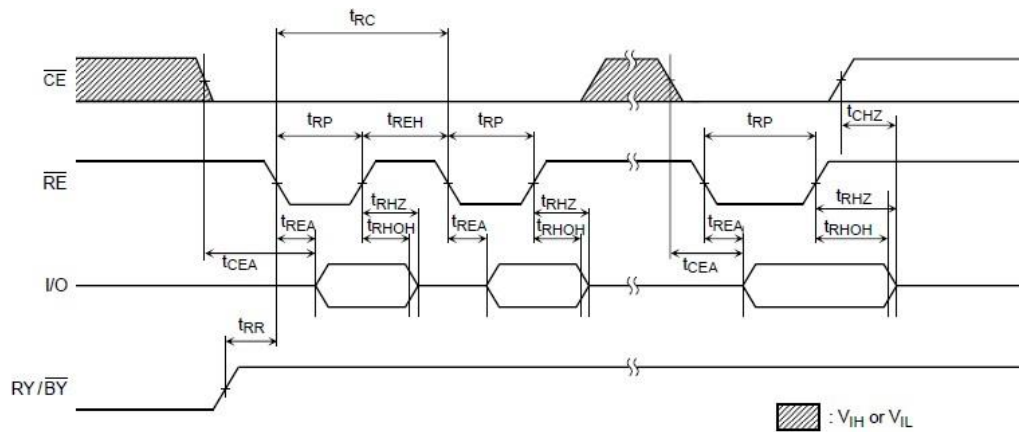 tRC
CE
tRP tREH tRP tRP tCHZ
RE
tREA tRHZ tREA tRHZ tREA tRHZ
tRHOH tRHOH tRHOH
tCEA tCEA
I/O
tRR
RY/BY
: VIH or VIL